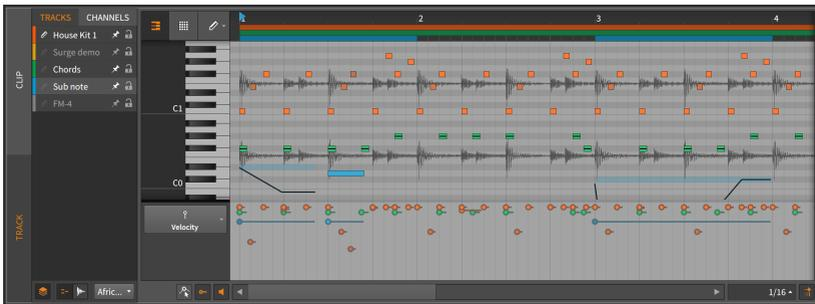 TRACKS CHANNELS
House Kit 1
Surge demo
Chords
Sub note
FM-4
CLIP
TRACK
1 2 3 4
C1
C0
Velocity
Afric...
1/16